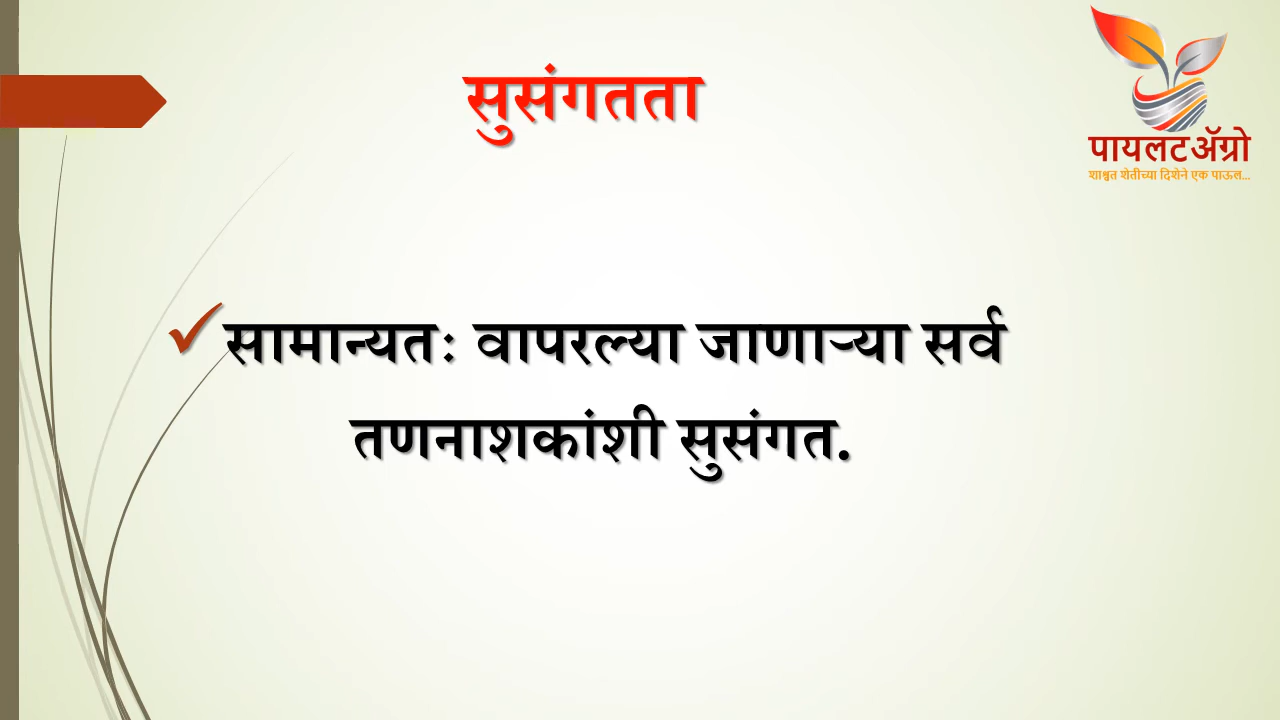 सुसंगतता
पायलटॲग्रो
शाश्वत शेतीच्या दिशेने एक पाऊल...
सामान्यतः वापरल्या जाणाऱ्या सर्व
तणनाशकांशी सुसंगत.